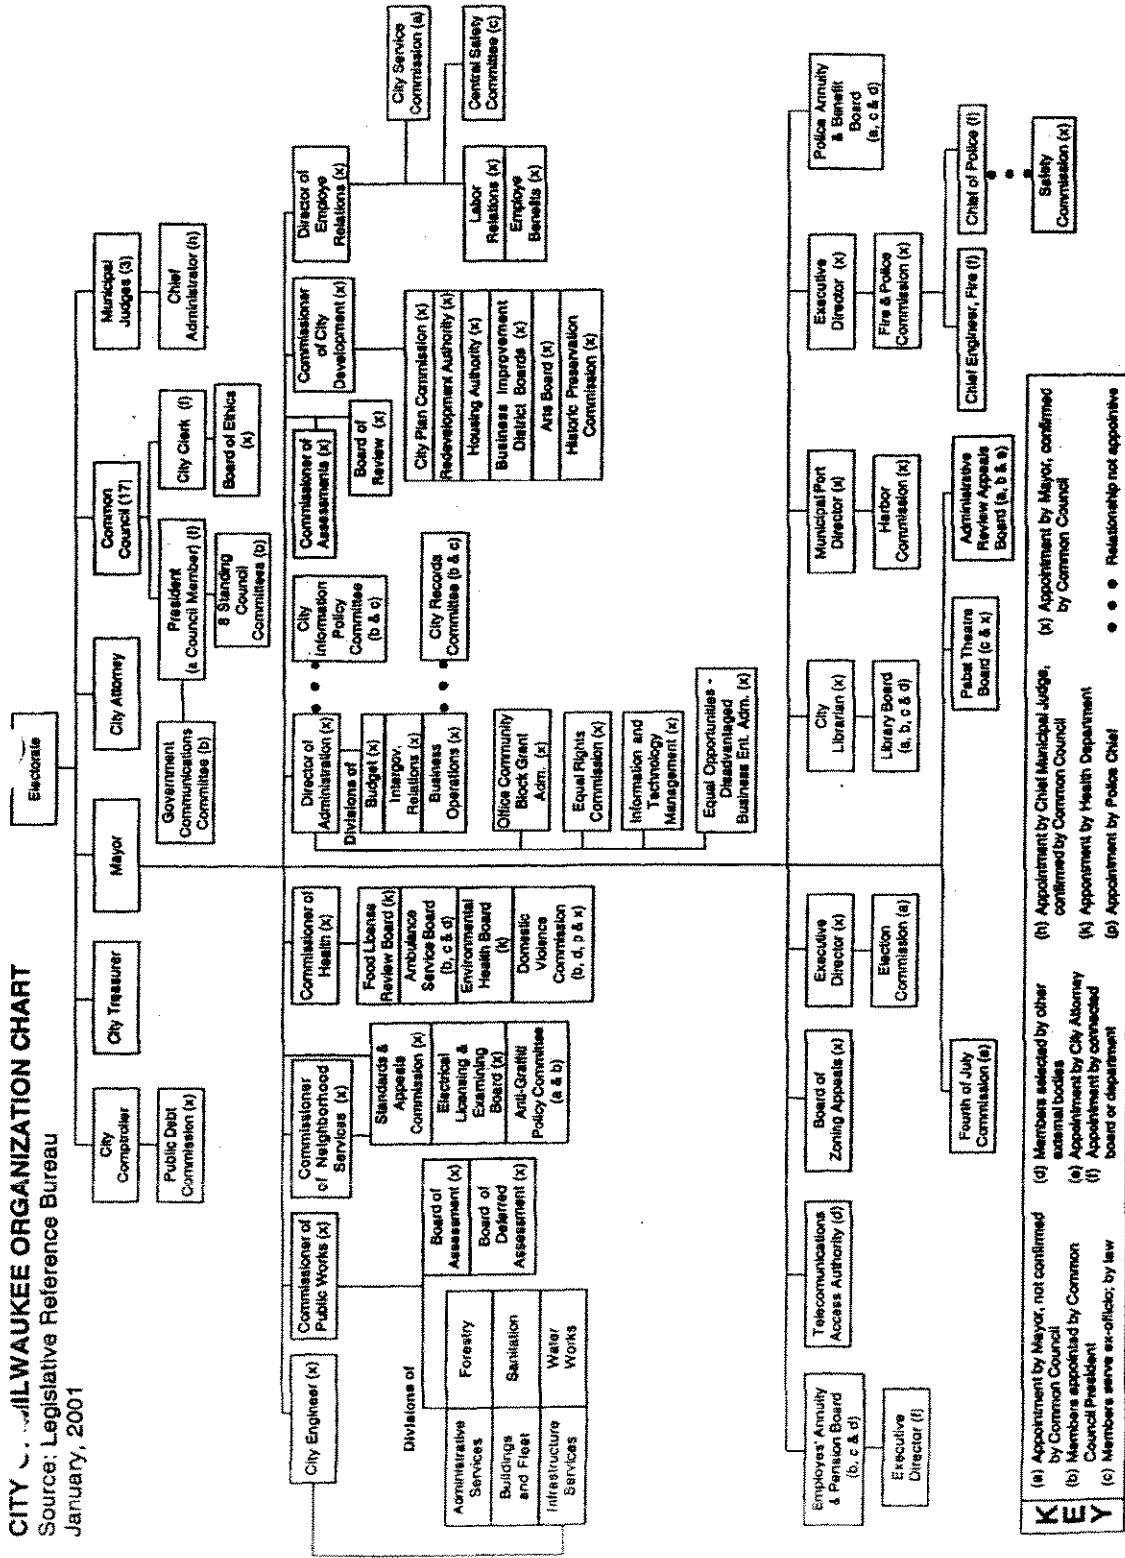 CITY OF MILWAUKEE ORGANIZATION CHART
Source: Legislative Reference Bureau
January, 2001
Electorate
City
Comptroller
City Treasurer
Mayor
City Attorney
Common
Council (17)
Municipal
Judges (3)
Public Debt
Commission (x)
Government
Communications
Committee (b)
President
(a Council Member) (f)
City Clerk (f)
Chief
Administrator (h)
8 Standing
Council
Committees (b)
Board of Ethics
(x)
City Engineer (x)
Commissioner of
Public Works (x)
Commissioner
of Neighborhood
Services (x)
Commissioner of
Health (x)
Director of
Administration (x)
City
Information
Policy
Committee
(b & c)
Commissioner of
Assessments (x)
Commissioner
of City
Development (x)
Director of
Employe
Relations (x)
Divisions of
Administrative
Services
Forestry
Buildings
and Fleet
Sanitation
Infrastructure
Services
Water
Works
Board of
Assessment (x)
Board of
Deferred
Assessment (x)
Standards &
Appeals
Commission (x)
Electrical
Licensing &
Examining
Board (x)
Anti-Graffiti
Policy Committee
(a & b)
Food License
Review Board (x)
Ambulance
Service Board
(b, c & d)
Environmental
Health Board
(k)
Domestic
Violence
Commission
(b, d, p & x)
Divisions of
Budget (x)
Intergov.
Relations (x)
Business
Operations (x)
City Records
Committee (b & c)
Office Community
Block Grant
Adm. (x)
Equal Rights
Commission (x)
Information and
Technology
Management (x)
Equal Opportunities -
Disadvantaged
Business Ent. Adm. (x)
Board of
Review (x)
City Plan Commission (x)
Redevelopment Authority (x)
Housing Authority (x)
Business Improvement
District Boards (x)
Arts Board (x)
Historic Preservation
Commission (x)
City Service
Commission (a)
Central Safety
Committee (c)
Labor
Relations (x)
Employe
Benefits (x)
Employes' Annuity
& Pension Board
(b, c & d)
Executive
Director (f)
Telecomunications
Access Authority (d)
Board of
Zoning Appeals (x)
Executive
Director (x)
Election
Commission (a)
City
Librarian (x)
Library Board
(a, b, c & d)
Municipal Port
Director (x)
Harbor
Commission (x)
Executive
Director (x)
Fire & Police
Commission (x)
Police Annuity
& Benefit
Board
(a, c & d)
Chief Engineer, Fire (f)
Chief of Police (f)
Safety
Commission (x)
Fourth of July
Commission (a)
Pabst Theatre
Board (c & x)
Administrative
Review Appeals
Board (a, b & e)
KEY
(a) Appointment by Mayor, not confirmed
by Common Council
(b) Members appointed by Common
Council President
(c) Members serve ex-officio; by law
(d) Members selected by other
external bodies
(e) Appointment by City Attorney
(f) Appointment by connected
board or department
(h) Appointment by Chief Municipal Judge,
confirmed by Common Council
(k) Appointment by Health Department
(p) Appointment by Police Chief
(x) Appointment by Mayor, confirmed
by Common Council
• • • Relationship not appointive